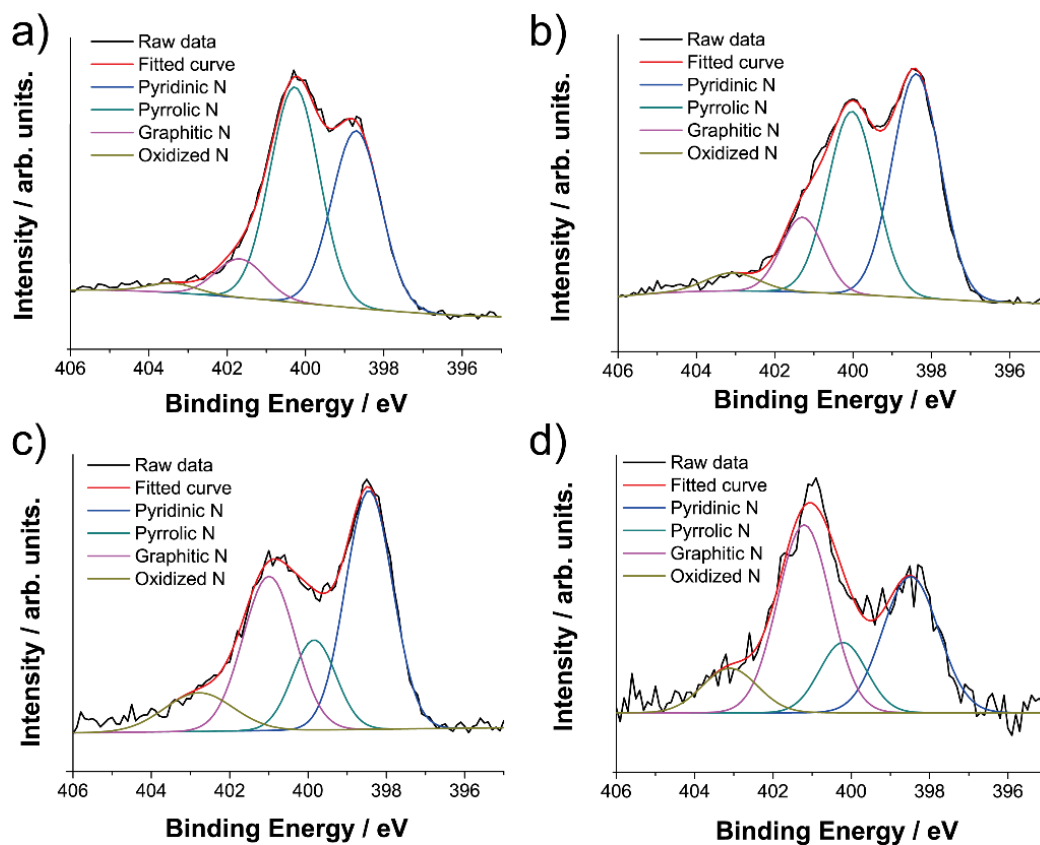 a)
Raw data
Fitted curve
Pyridinic N
Pyrrolic N
Graphitic N
Oxidized N
Intensity / arb. units.
406 404 402 400 398 396
Binding Energy / eV
b)
Raw data
Fitted curve
Pyridinic N
Pyrrolic N
Graphitic N
Oxidized N
Intensity / arb. units.
406 404 402 400 398 396
Binding Energy / eV
c)
Raw data
Fitted curve
Pyridinic N
Pyrrolic N
Graphitic N
Oxidized N
Intensity / arb. units.
406 404 402 400 398 396
Binding Energy / eV
d)
Raw data
Fitted curve
Pyridinic N
Pyrrolic N
Graphitic N
Oxidized N
Intensity / arb. units.
406 404 402 400 398 396
Binding Energy / eV